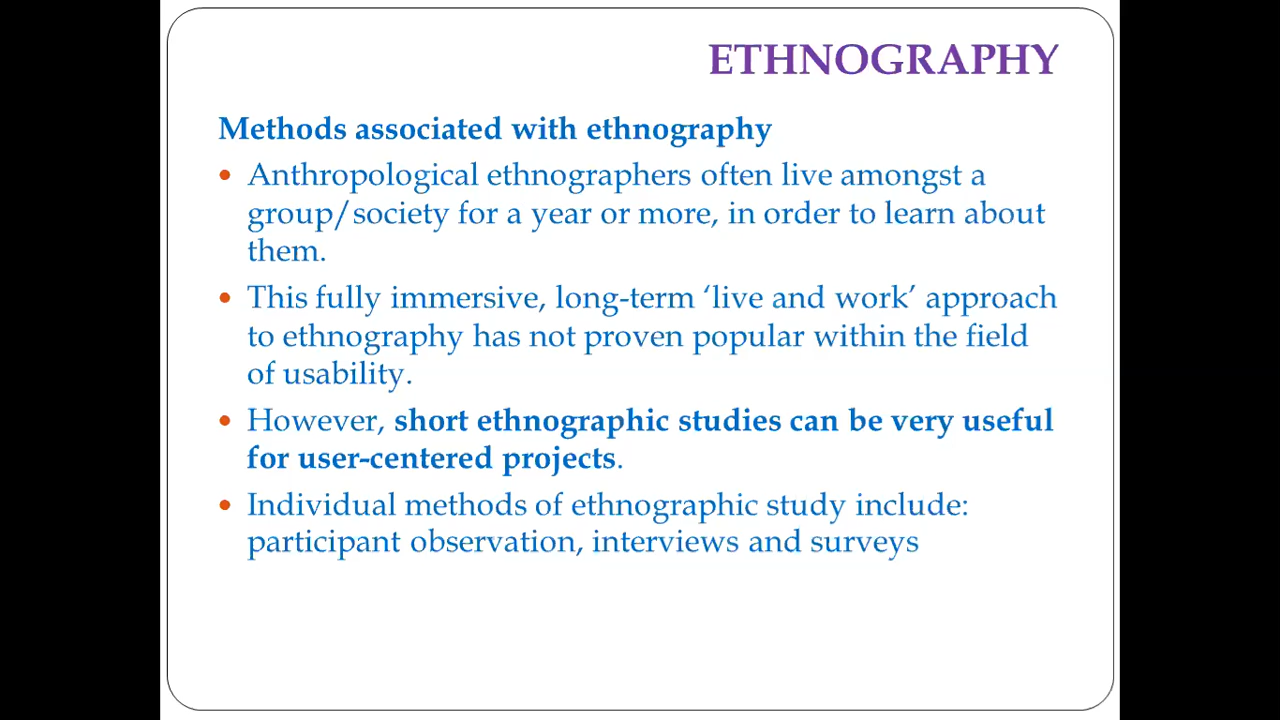 ETHNOGRAPHY
Methods associated with ethnography
• Anthropological ethnographers often live amongst a
group/society for a year or more, in order to learn about
them.
• This fully immersive, long-term ‘live and work’ approach
to ethnography has not proven popular within the field
of usability.
• However, short ethnographic studies can be very useful
for user-centered projects.
• Individual methods of ethnographic study include:
participant observation, interviews and surveys